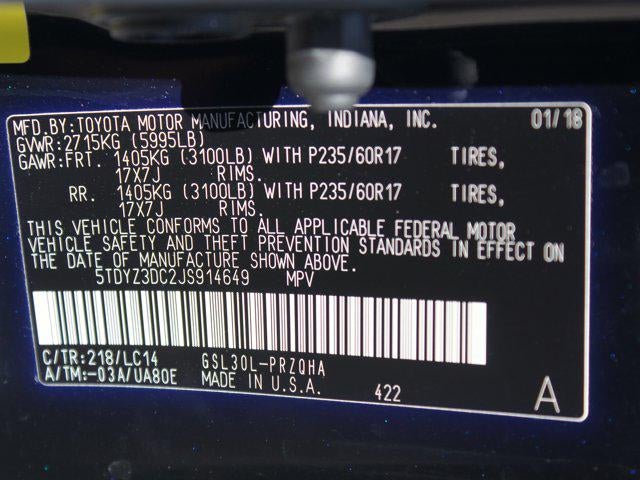 MFD.BY:TOYOTA MOTOR MANUFACTURING, INDIANA, INC. 01/18
GVWR:2715KG (5995LB)
GAWR:FRT. 1405KG (3100LB) WITH P235/60R17 TIRES,
17X7J RIMS.
RR. 1405KG (3100LB) WITH P235/60R17 TIRES,
17X7J RIMS.
THIS VEHICLE CONFORMS TO ALL APPLICABLE FEDERAL MOTOR
VEHICLE SAFETY AND THEFT PREVENTION STANDARDS IN EFFECT ON
THE DATE OF MANUFACTURE SHOWN ABOVE.
5TDYZ3DC2JS914649 MPV
C/TR:218/LC14 GSL30L-PRZQHA
A/TM:-03A/UA80E MADE IN U.S.A. 422 A